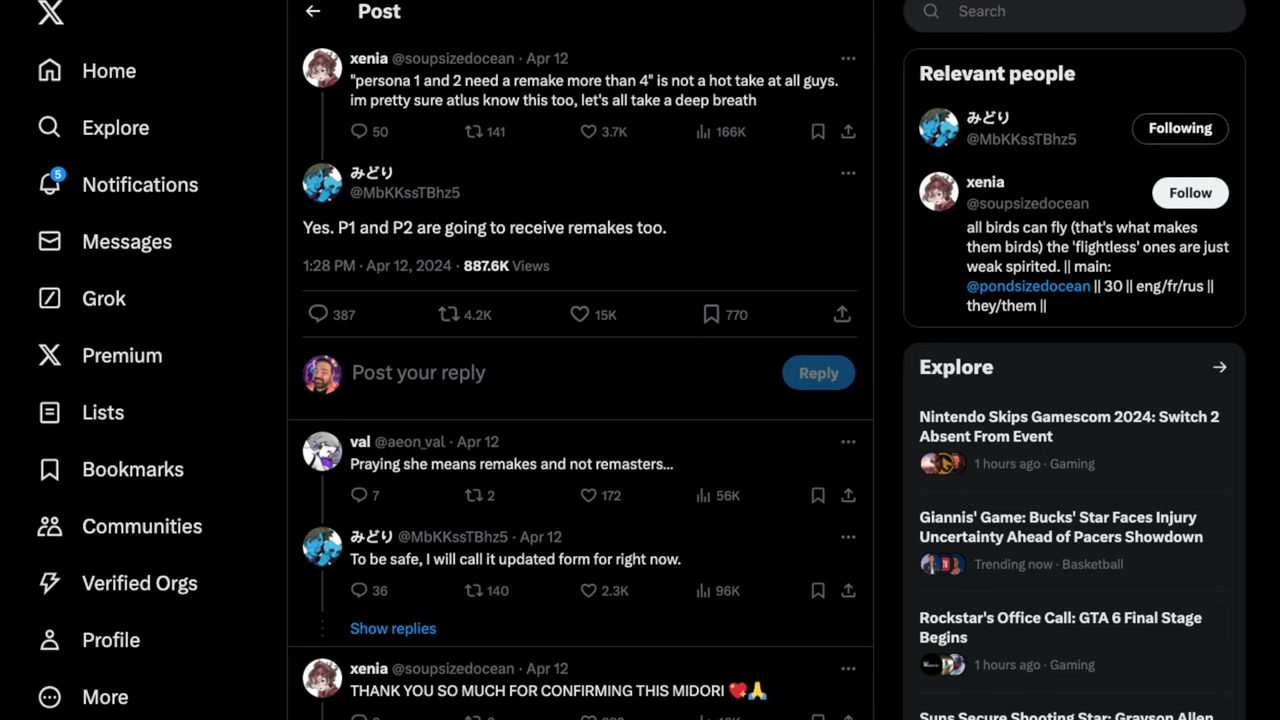 Home
Explore
5
Notifications
Messages
Grok
Premium
Lists
Bookmarks
Communities
Verified Orgs
Profile
More
Post
xenia @soupsizedocean · Apr 12
"persona 1 and 2 need a remake more than 4" is not a hot take at all guys.
im pretty sure atlus know this too, let's all take a deep breath
50 141 3.7K 166K
みどり
@MbKKssTBhz5
Yes. P1 and P2 are going to receive remakes too.
1:28 PM · Apr 12, 2024 · 887.6K Views
387 4.2K 15K 770
Post your reply
Reply
val @aeon_val · Apr 12
Praying she means remakes and not remasters...
7 2 172 56K
みどり @MbKKssTBhz5 · Apr 12
To be safe, I will call it updated form for right now.
36 140 2.3K 96K
Show replies
xenia @soupsizedocean · Apr 12
THANK YOU SO MUCH FOR CONFIRMING THIS MIDORI 💖🙏
Search
Relevant people
みどり
@MbKKssTBhz5
Following
xenia
@soupsizedocean
Follow
all birds can fly (that's what makes
them birds) the 'flightless' ones are just
weak spirited. || main:
@pondsizedocean || 30 || eng/fr/rus ||
they/them ||
Explore
Nintendo Skips Gamescom 2024: Switch 2
Absent From Event
1 hours ago · Gaming
Giannis' Game: Bucks' Star Faces Injury
Uncertainty Ahead of Pacers Showdown
Trending now · Basketball
Rockstar's Office Call: GTA 6 Final Stage
Begins
1 hours ago · Gaming
Suns Secure Shooting Star: Grayson Allen